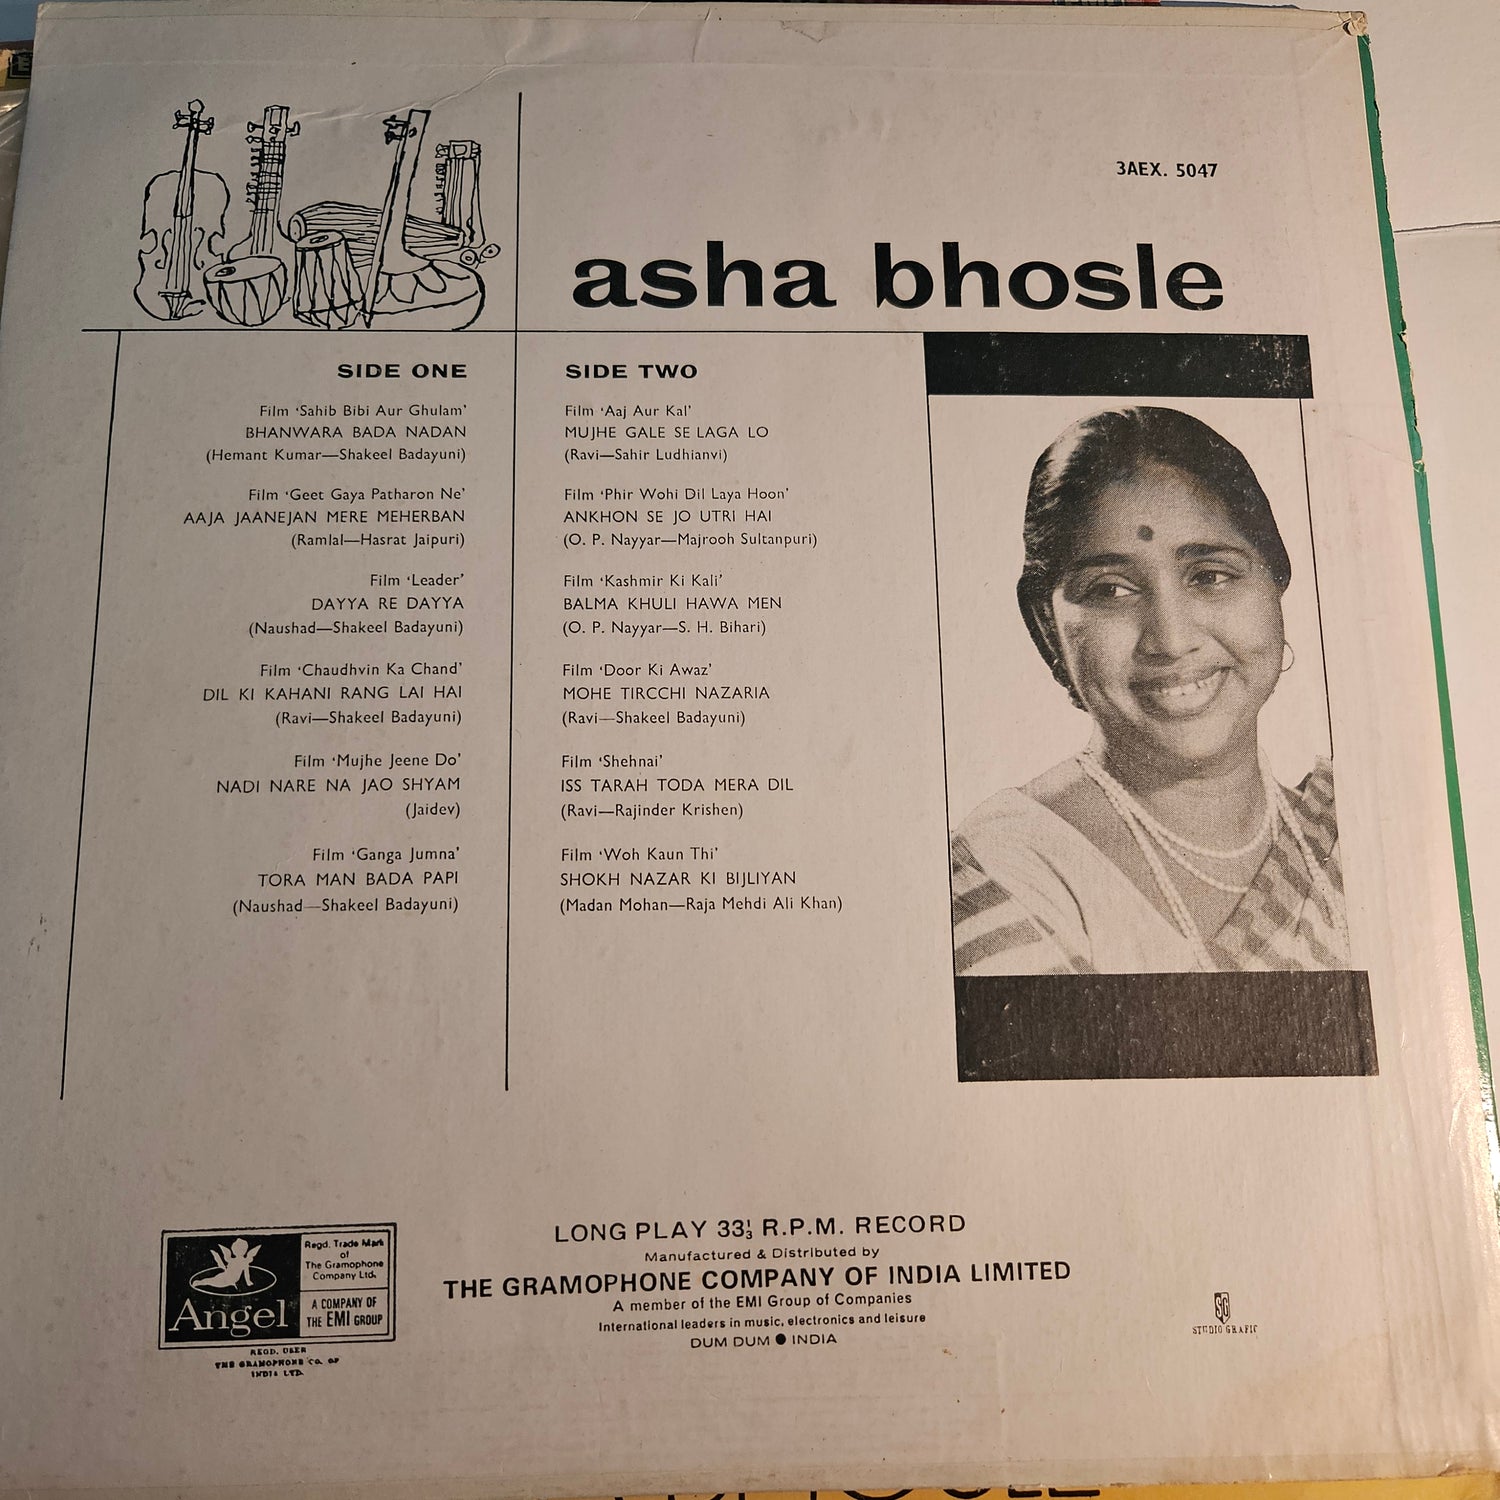 3AEX. 5047
asha bhosle
SIDE ONE
Film ‘Sahib Bibi Aur Ghulam’
BHANWARA BADA NADAN
(Hemant Kumar—Shakeel Badayuni)
Film ‘Geet Gaya Patharon Ne’
AAJA JAANEJAN MERE MEHERBAN
(Ramlal—Hasrat Jaipuri)
Film ‘Leader’
DAYYA RE DAYYA
(Naushad—Shakeel Badayuni)
Film ‘Chaudhvin Ka Chand’
DIL KI KAHANI RANG LAI HAI
(Ravi—Shakeel Badayuni)
Film ‘Mujhe Jeene Do’
NADI NARE NA JAO SHYAM
(Jaidev)
Film ‘Ganga Jumna’
TORA MAN BADA PAPI
(Naushad—Shakeel Badayuni)
SIDE TWO
Film ‘Aaj Aur Kal’
MUJHE GALE SE LAGA LO
(Ravi—Sahir Ludhianvi)
Film ‘Phir Wohi Dil Laya Hoon’
ANKHON SE JO UTRI HAI
(O. P. Nayyar—Majrooh Sultanpuri)
Film ‘Kashmir Ki Kali’
BALMA KHULI HAWA MEN
(O. P. Nayyar—S. H. Bihari)
Film ‘Door Ki Awaz’
MOHE TIRCCHI NAZARIA
(Ravi—Shakeel Badayuni)
Film ‘Shehnai’
ISS TARAH TODA MERA DIL
(Ravi—Rajinder Krishen)
Film ‘Woh Kaun Thi’
SHOKH NAZAR KI BIJLIYAN
(Madan Mohan—Raja Mehdi Ali Khan)
Angel
Regd. Trade Mark
of
The Gramophone
Company Ltd.
A COMPANY OF
THE EMI GROUP
REGD. USER
THE GRAMOPHONE CO. OF
INDIA LTD.
LONG PLAY 33⅓ R.P.M. RECORD
Manufactured & Distributed by
THE GRAMOPHONE COMPANY OF INDIA LIMITED
A member of the EMI Group of Companies
International leaders in music, electronics and leisure
DUM DUM ● INDIA
SG
STUDIO GRAFIC